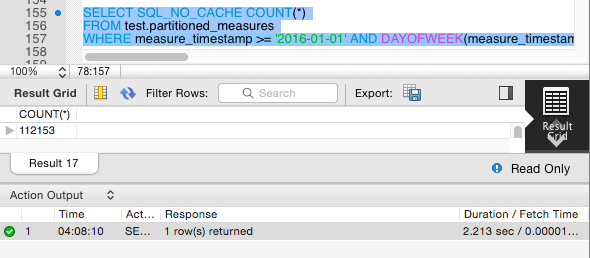 155 SELECT SQL_NO_CACHE COUNT(*)
156 FROM test.partitioned_measures
157 WHERE measure_timestamp >= '2016-01-01' AND DAYOFWEEK(measure_timestam
158
100% 78:157
Result Grid Filter Rows: Search Export:
COUNT(*)
112153
Result Grid
Result 17 Read Only
Action Output
Time Act... Response Duration / Fetch Time
1 04:08:10 SE... 1 row(s) returned 2.213 sec / 0.00001...